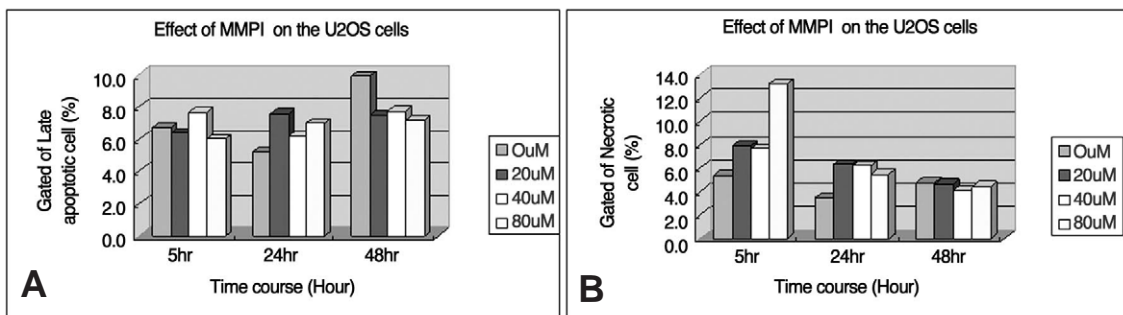 Effect of MMPI on the U2OS cells
Gated of Late
apoptotic cell (%)
10.0
8.0
6.0
4.0
2.0
0.0
5hr 24hr 48hr
Time course (Hour)
OuM
20uM
40uM
80uM
A
Effect of MMPI on the U2OS cells
Gated of Necrotic
cell (%)
14.0
12.0
10.0
8.0
6.0
4.0
2.0
0.0
5hr 24hr 48hr
Time course (Hour)
OuM
20uM
40uM
80uM
B